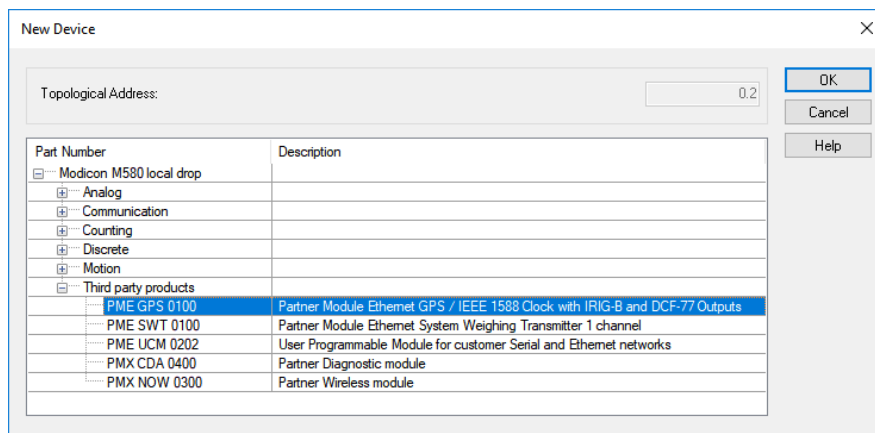 New Device
Topological Address: 0.2
OK
Cancel
Help
Part Number Description
Modicon M580 local drop
Analog
Communication
Counting
Discrete
Motion
Third party products
PME GPS 0100 Partner Module Ethernet GPS / IEEE 1588 Clock with IRIG-B and DCF-77 Outputs
PME SWT 0100 Partner Module Ethernet System Weighing Transmitter 1 channel
PME UCM 0202 User Programmable Module for customer Serial and Ethernet networks
PMX CDA 0400 Partner Diagnostic module
PMX NOW 0300 Partner Wireless module